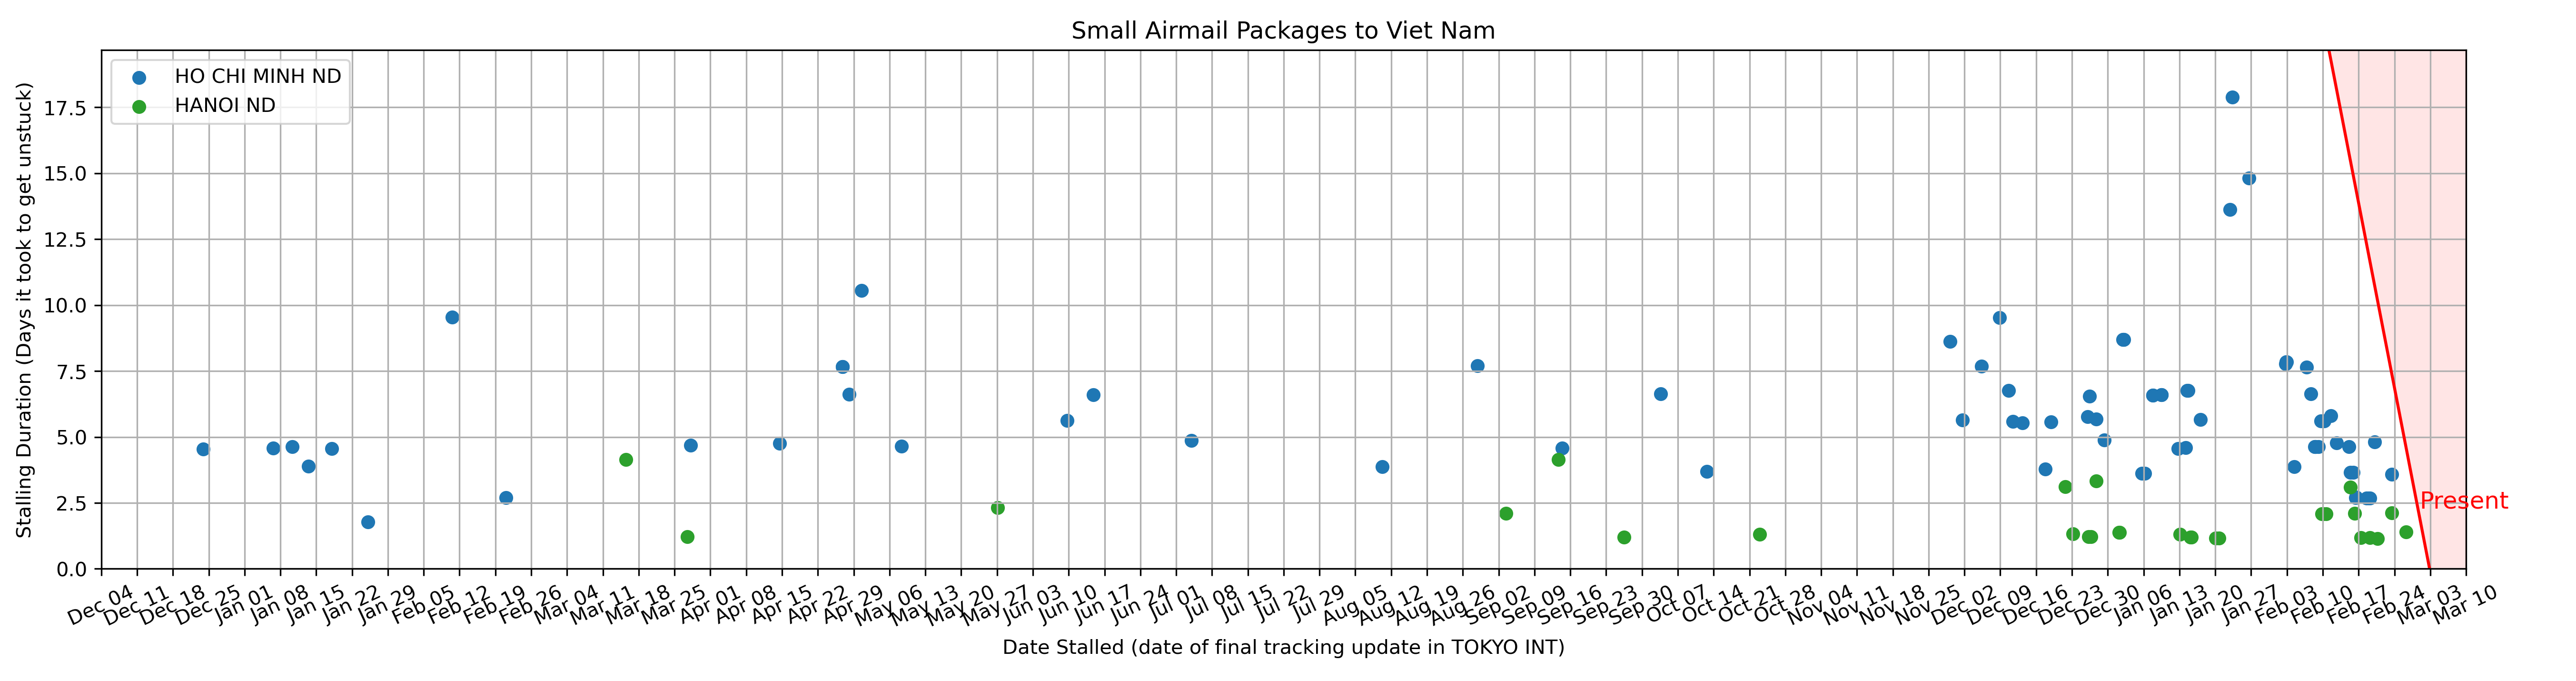 Small Airmail Packages to Viet Nam
HO CHI MINH ND
HANOI ND
Stalling Duration (Days it took to get unstuck)
17.5
15.0
12.5
10.0
7.5
5.0
2.5
0.0
Present
Dec 04
Dec 11
Dec 18
Dec 25
Jan 01
Jan 08
Jan 15
Jan 22
Jan 29
Feb 05
Feb 12
Feb 19
Feb 26
Mar 04
Mar 11
Mar 18
Mar 25
Apr 01
Apr 08
Apr 15
Apr 22
Apr 29
May 06
May 13
May 20
May 27
Jun 03
Jun 10
Jun 17
Jun 24
Jul 01
Jul 08
Jul 15
Jul 22
Jul 29
Aug 05
Aug 12
Aug 19
Aug 26
Sep 02
Sep 09
Sep 16
Sep 23
Sep 30
Oct 07
Oct 14
Oct 21
Oct 28
Nov 04
Nov 11
Nov 18
Nov 25
Dec 02
Dec 09
Dec 16
Dec 23
Dec 30
Jan 06
Jan 13
Jan 20
Jan 27
Feb 03
Feb 10
Feb 17
Feb 24
Mar 03
Mar 10
Date Stalled (date of final tracking update in TOKYO INT)